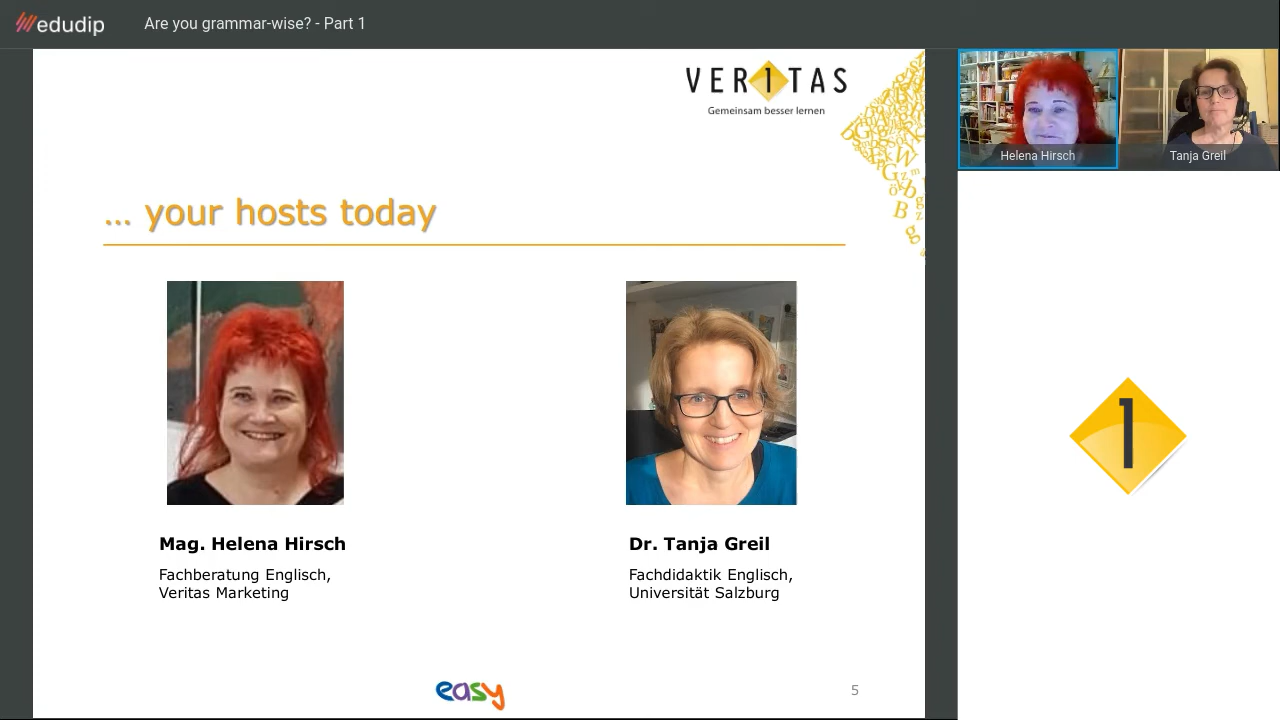 edudip
Are you grammar-wise? - Part 1
VER1TAS
Gemeinsam besser lernen
Helena Hirsch
Tanja Greil
... your hosts today
1
Mag. Helena Hirsch
Fachberatung Englisch,
Veritas Marketing
Dr. Tanja Greil
Fachdidaktik Englisch,
Universität Salzburg
easy
5